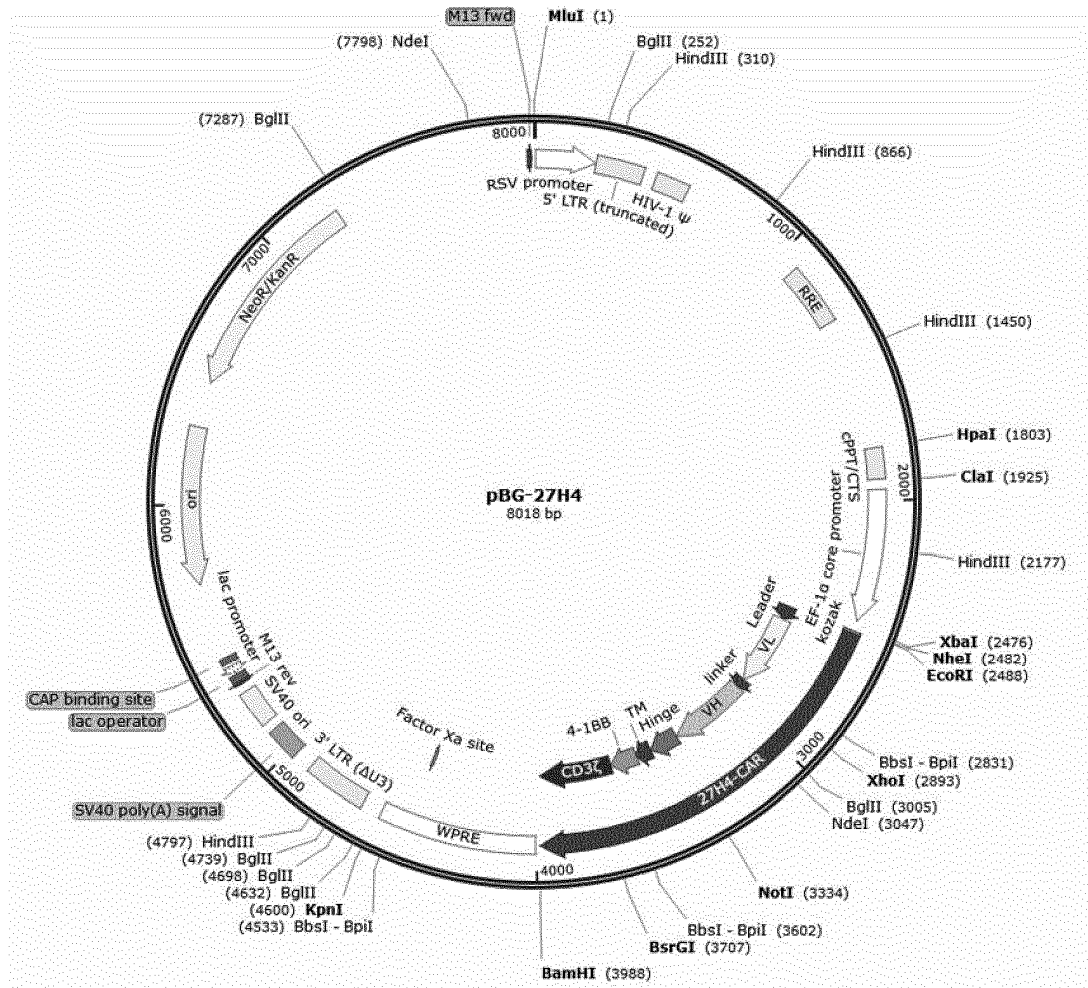 M13 fwd
MluI (1)
(7798) NdeI
BglII (252)
HindIII (310)
(7287) BglII
8000
HindIII (866)
RSV promoter
5' LTR (truncated)
HIV-1 ψ
1000
7000
NeoR/KanR
RRE
HindIII (1450)
HpaI (1803)
cPPT/CTS
ClaI (1925)
ori
pBG-27H4
8018 bp
2000
6000
EF-1α core promoter
HindIII (2177)
lac promoter
Leader
kozak
VL
XbaI (2476)
NheI (2482)
EcoRI (2488)
M13 rev
linker
CAP binding site
SV40 ori
VH
lac operator
Factor Xa site
4-1BB
TM
Hinge
3' LTR (ΔU3)
CD3ζ
27H4-CAR
3000
BbsI - BpiI (2831)
XhoI (2893)
5000
SV40 poly(A) signal
BglII (3005)
NdeI (3047)
WPRE
(4797) HindIII
(4739) BglII
(4698) BglII
(4632) BglII
(4600) KpnI
(4533) BbsI - BpiI
4000
NotI (3334)
BbsI - BpiI (3602)
BsrGI (3707)
BamHI (3988)